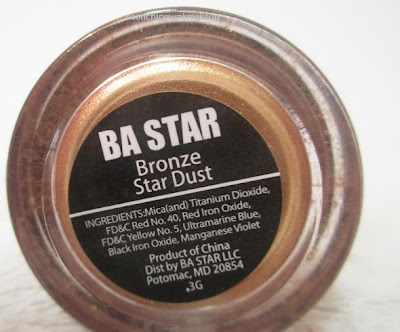 BA STAR
Bronze
Star Dust
INGREDIENTS:Mica(and) Titanium Dioxide,
FD&C Red No. 40, Red Iron Oxide,
FD&C Yellow No. 5, Ultramarine Blue,
Black Iron Oxide, Manganese Violet
Product of China
Dist by BA STAR LLC
Potomac, MD 20854
.3G